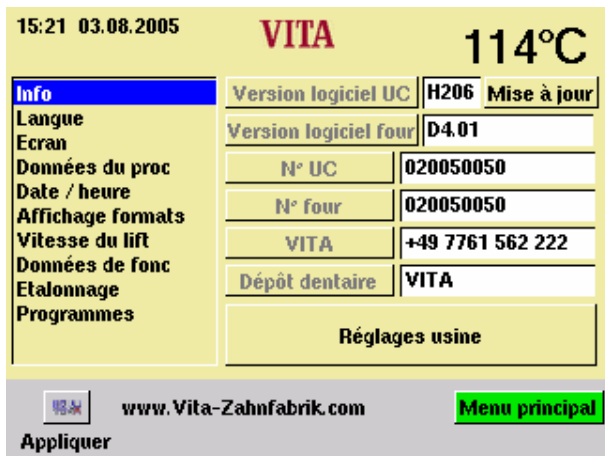 15:21 03.08.2005
VITA
114°C
Info
Langue
Ecran
Données du proc
Date / heure
Affichage formats
Vitesse du lift
Données de fonc
Etalonnage
Programmes
Version logiciel UC H206 Mise à jour
Version logiciel four D4.01
N° UC 020050050
N° four 020050050
VITA +49 7761 562 222
Dépôt dentaire VITA
Réglages usine
www.Vita-Zahnfabrik.com
Menu principal
Appliquer